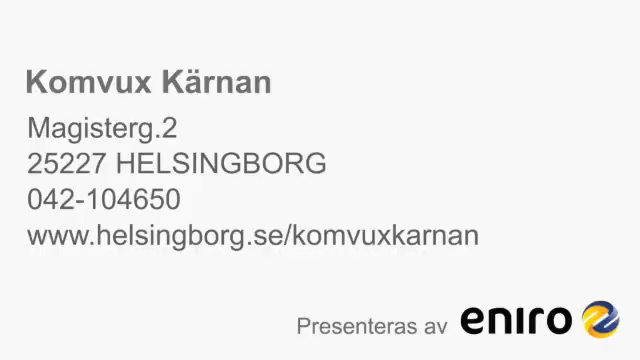 Komvux Kärnan
Magisterg.2
25227 HELSINGBORG
042-104650
www.helsingborg.se/komvuxkarnan
Presenteras av eniro